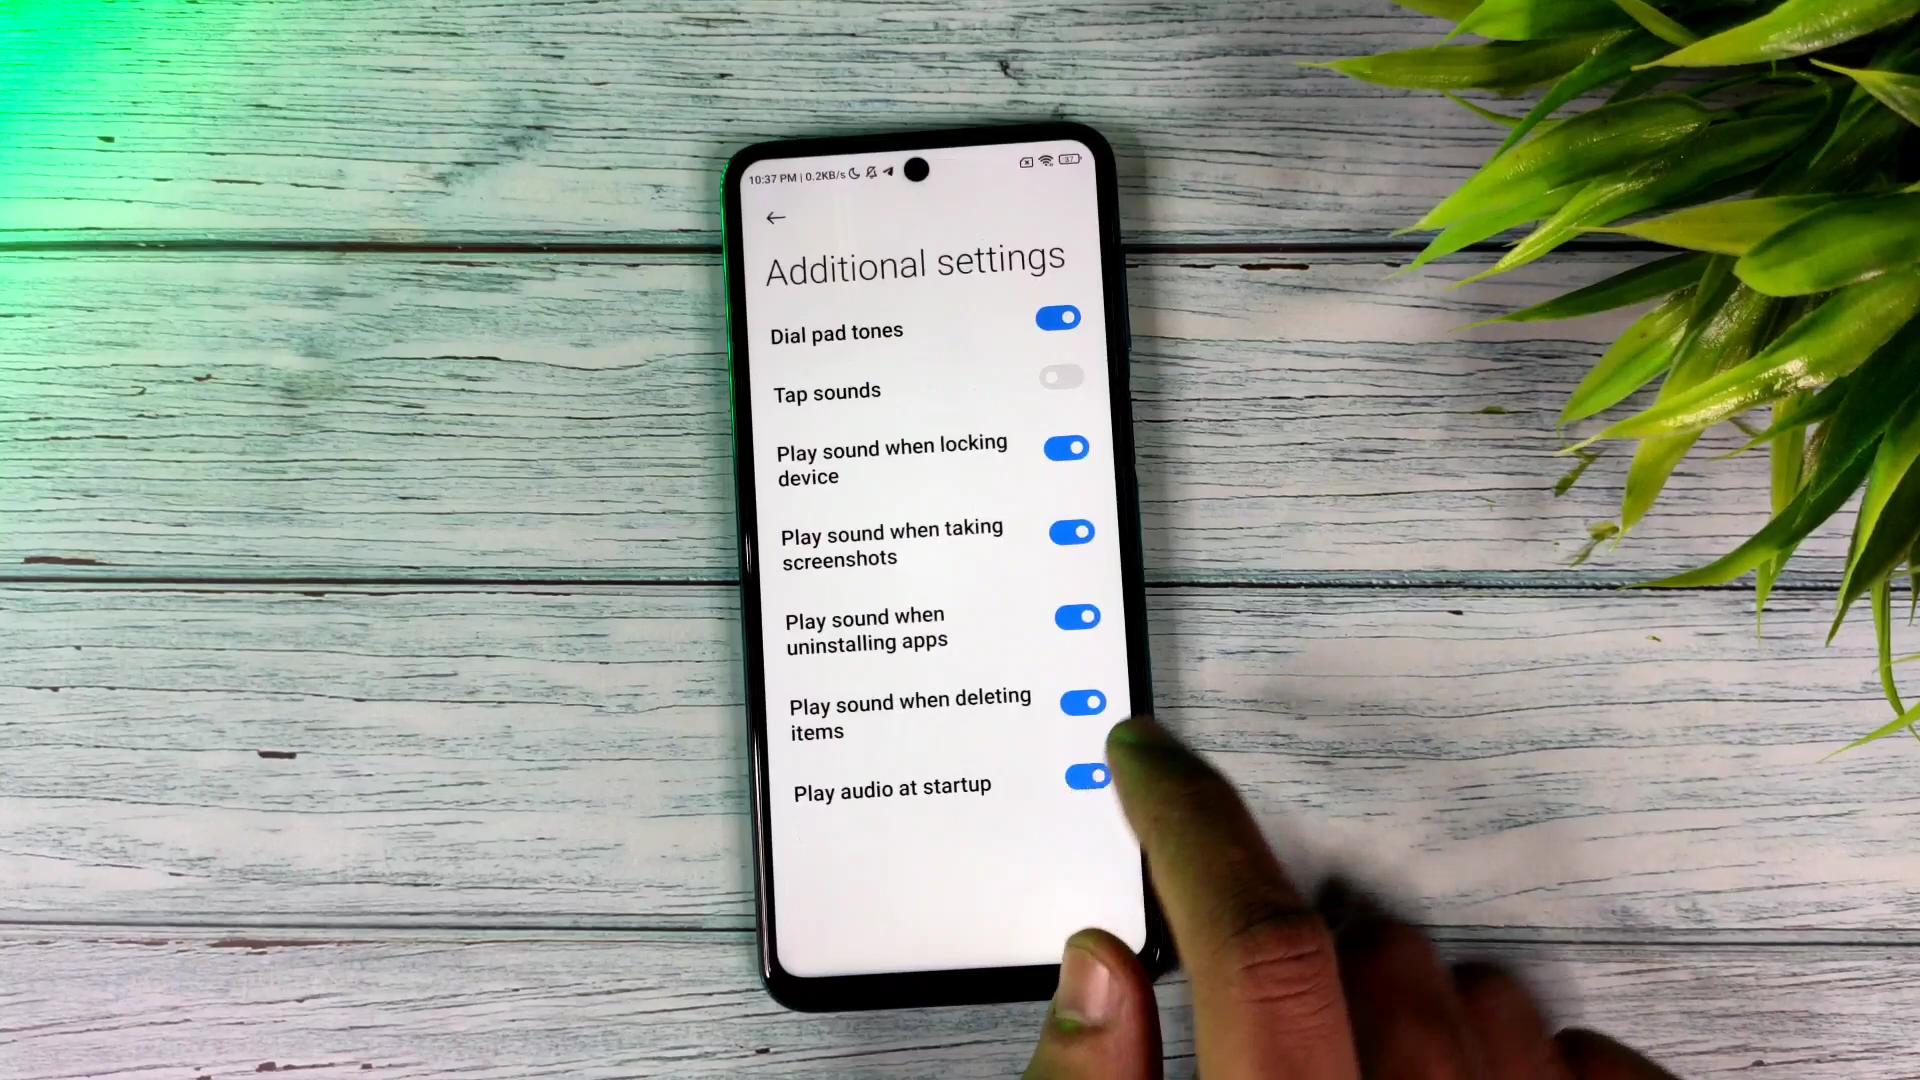 10:37 PM | 0.2KB/s
37
Additional settings
Dial pad tones
Tap sounds
Play sound when locking
device
Play sound when taking
screenshots
Play sound when
uninstalling apps
Play sound when deleting
items
Play audio at startup